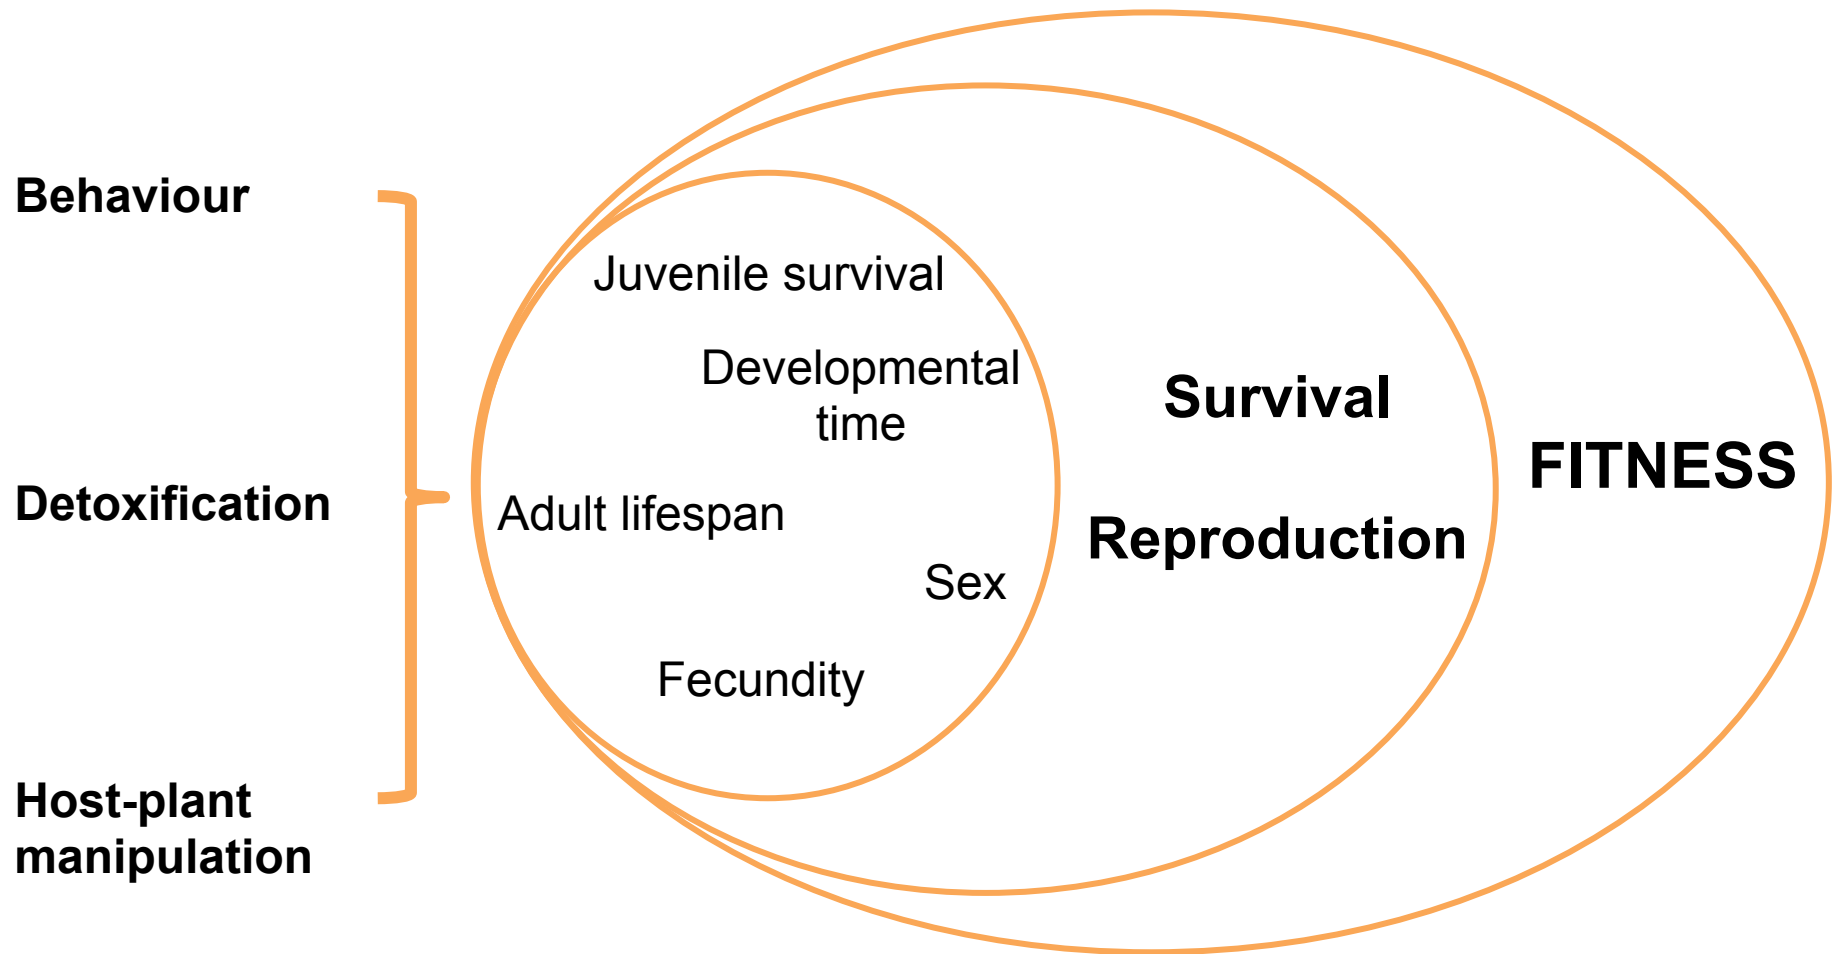 Behaviour
Detoxification
Host-plant
manipulation
Juvenile survival
Developmental
time
Adult lifespan
Sex
Fecundity
Survival
Reproduction
FITNESS